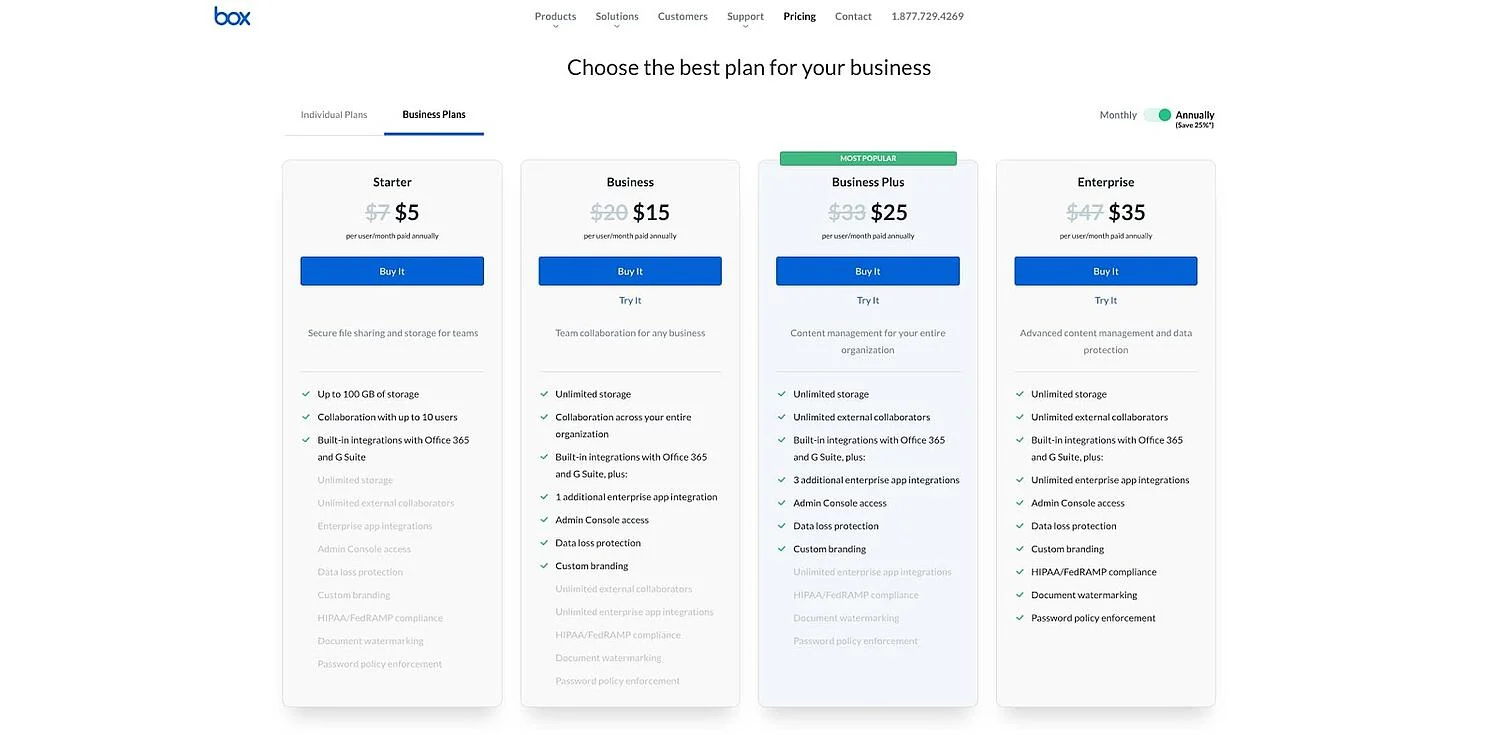 box
Products
Solutions
Customers
Support
Pricing
Contact
1.877.729.4269
Choose the best plan for your business
Individual Plans
Business Plans
Monthly
Annually
(Save 25%*)
Starter
$7 $5
per user/month paid annually
Buy It
Secure file sharing and storage for teams
Up to 100 GB of storage
Collaboration with up to 10 users
Built-in integrations with Office 365
and G Suite
Unlimited storage
Unlimited external collaborators
Enterprise app integrations
Admin Console access
Data loss protection
Custom branding
HIPAA/FedRAMP compliance
Document watermarking
Password policy enforcement
Business
$20 $15
per user/month paid annually
Buy It
Try It
Team collaboration for any business
Unlimited storage
Collaboration across your entire
organization
Built-in integrations with Office 365
and G Suite, plus:
1 additional enterprise app integration
Admin Console access
Data loss protection
Custom branding
Unlimited external collaborators
Unlimited enterprise app integrations
HIPAA/FedRAMP compliance
Document watermarking
Password policy enforcement
MOST POPULAR
Business Plus
$33 $25
per user/month paid annually
Buy It
Try It
Content management for your entire
organization
Unlimited storage
Unlimited external collaborators
Built-in integrations with Office 365
and G Suite, plus:
3 additional enterprise app integrations
Admin Console access
Data loss protection
Custom branding
Unlimited enterprise app integrations
HIPAA/FedRAMP compliance
Document watermarking
Password policy enforcement
Enterprise
$47 $35
per user/month paid annually
Buy It
Try It
Advanced content management and data
protection
Unlimited storage
Unlimited external collaborators
Built-in integrations with Office 365
and G Suite, plus:
Unlimited enterprise app integrations
Admin Console access
Data loss protection
Custom branding
HIPAA/FedRAMP compliance
Document watermarking
Password policy enforcement